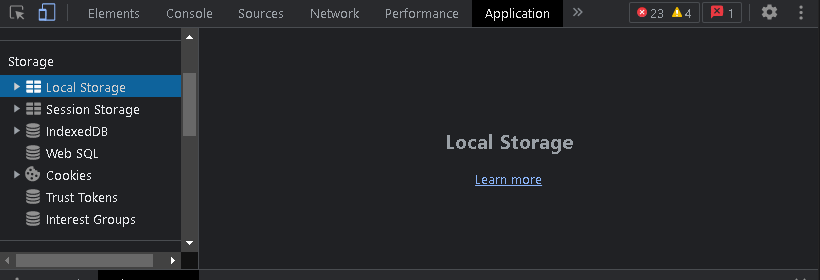 Elements Console Sources Network Performance Application » 23 4 1
Storage
Local Storage
Session Storage
IndexedDB
Web SQL
Cookies
Trust Tokens
Interest Groups
Local Storage
Learn more